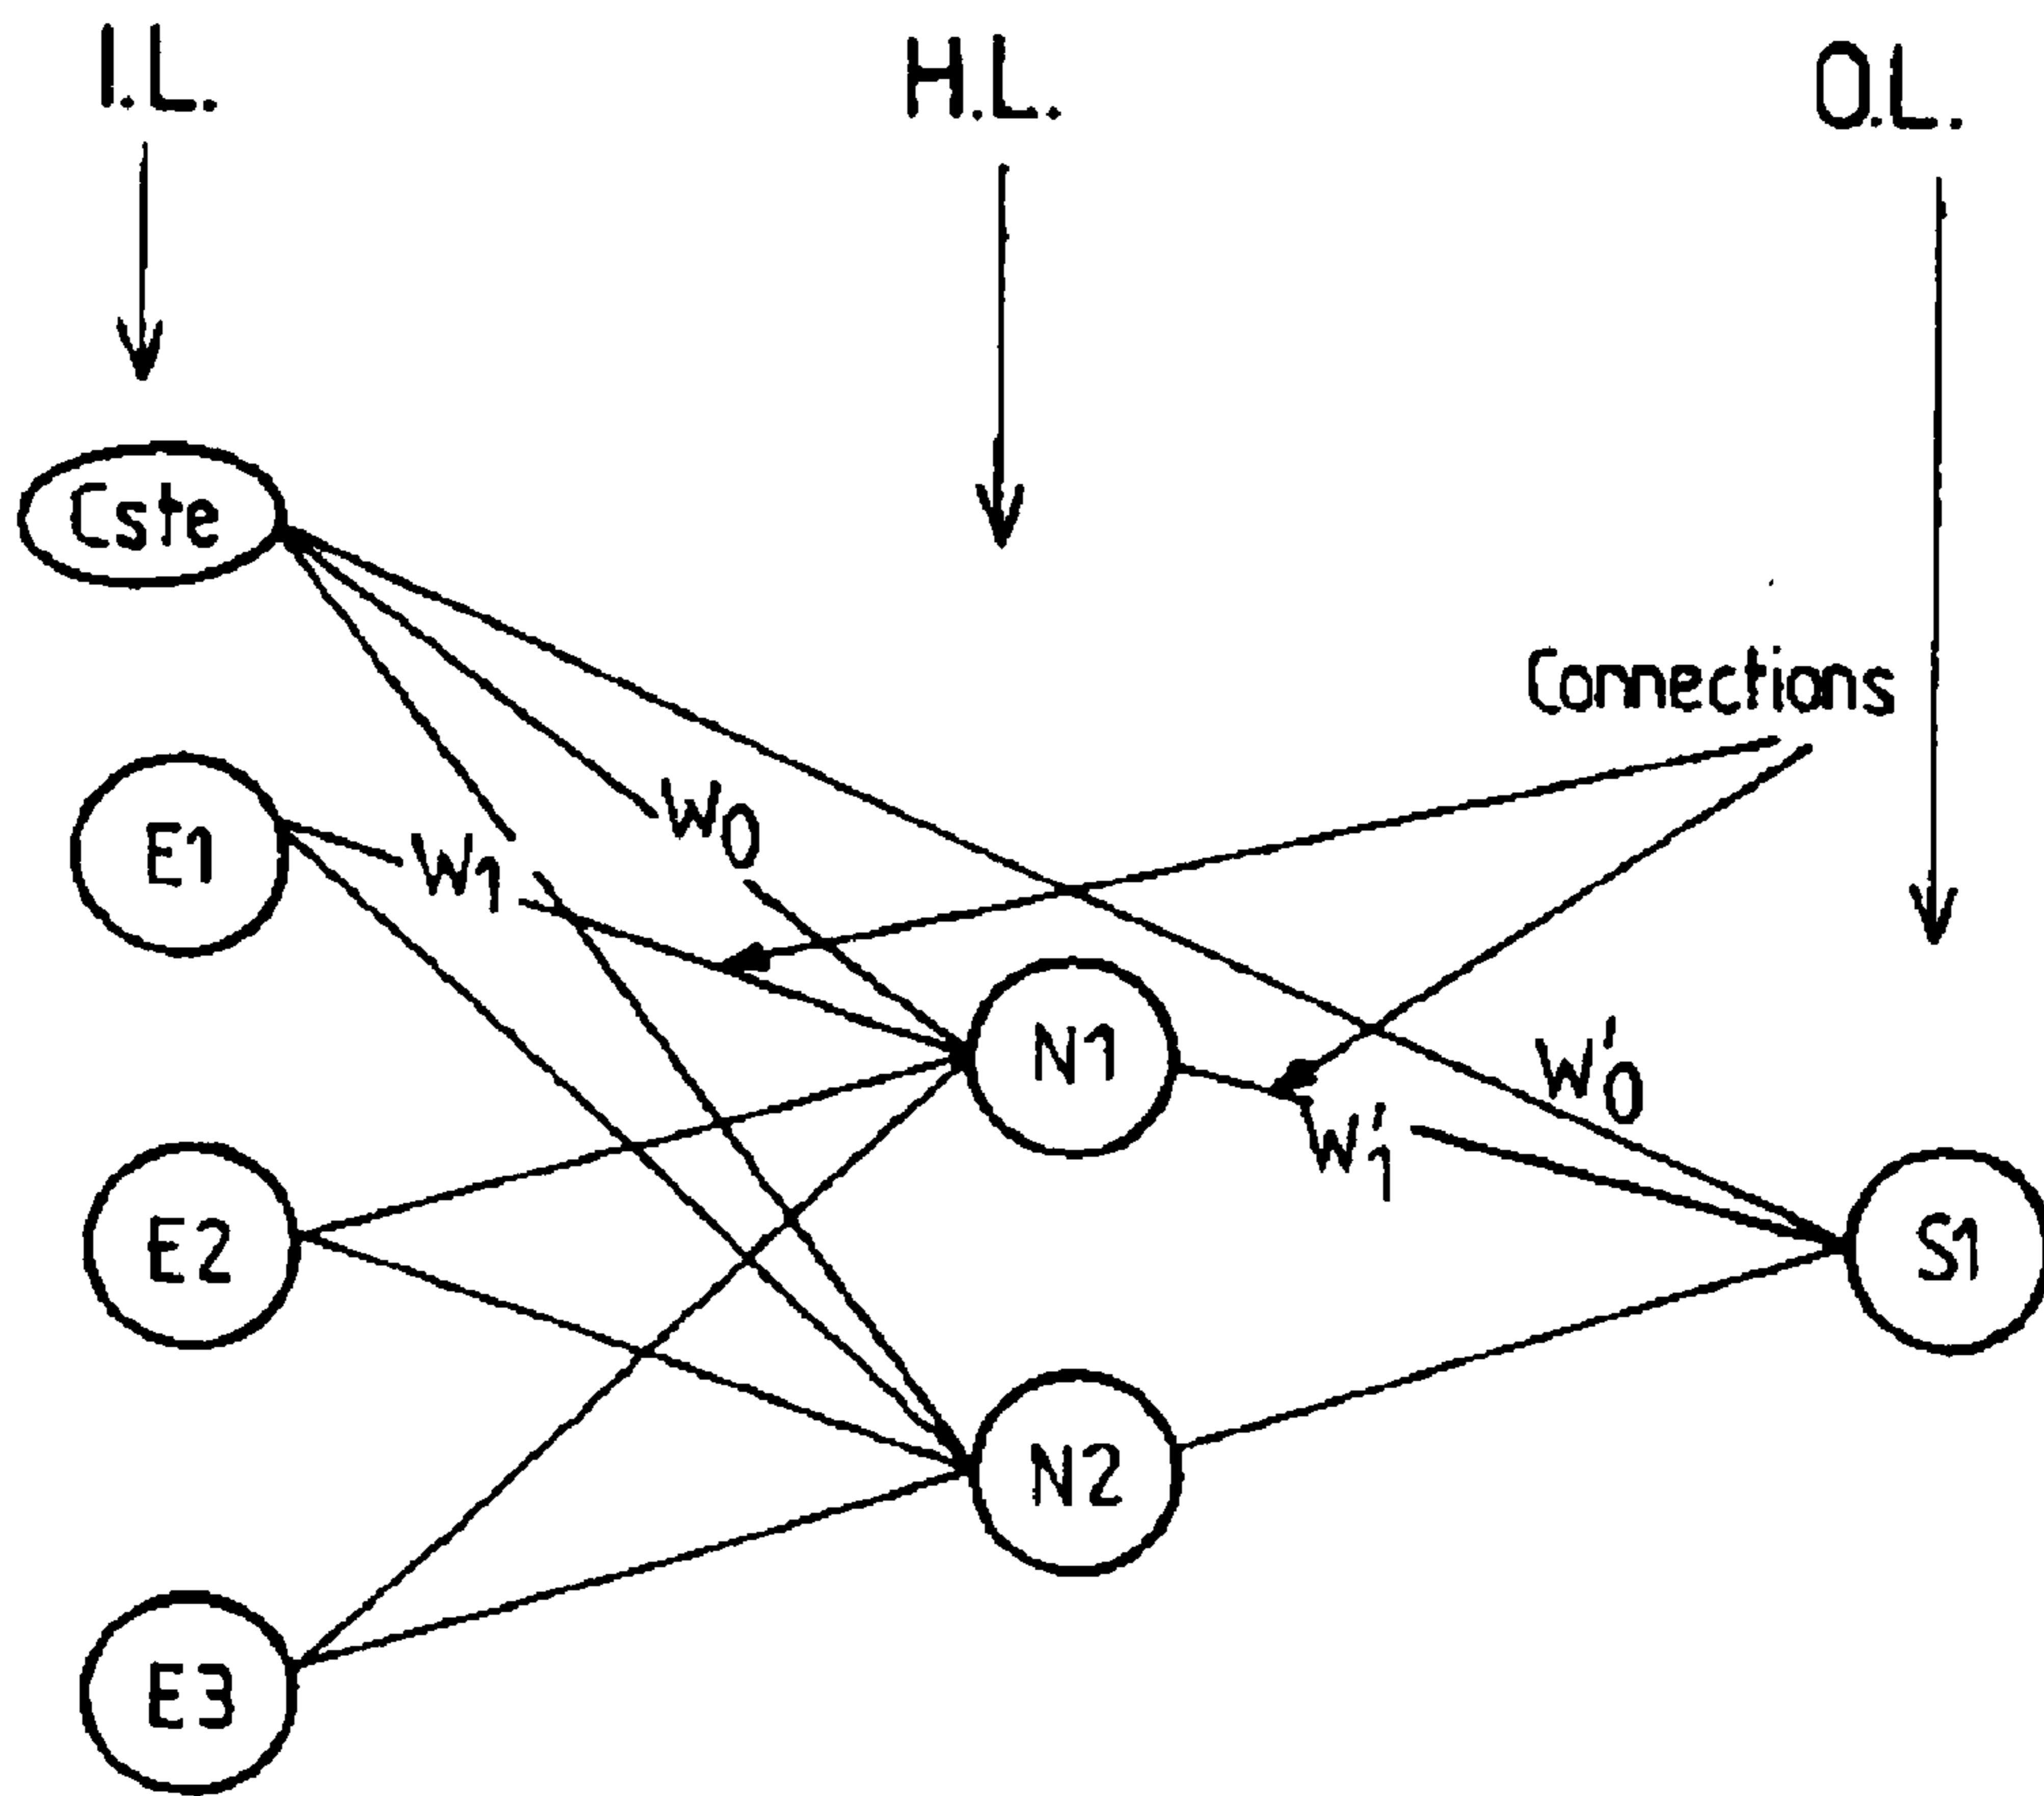 I.L.
H.L.
O.L.
Cste
Connections
W0
E1
W1
N1
W'0
W'1
E2
S1
N2
E3